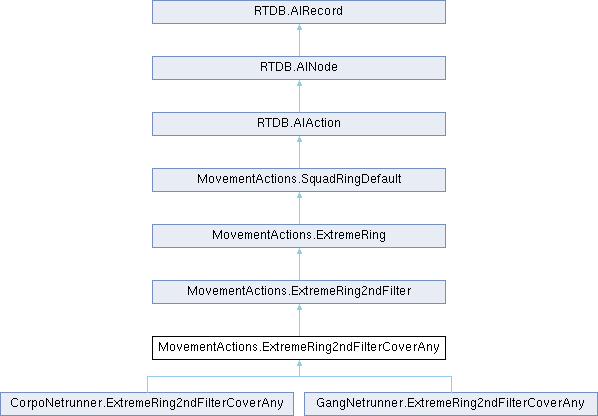 RTDB.AIRecord
RTDB.AINode
RTDB.AIAction
MovementActions.SquadRingDefault
MovementActions.ExtremeRing
MovementActions.ExtremeRing2ndFilter
MovementActions.ExtremeRing2ndFilterCoverAny
CorpoNetrunner.ExtremeRing2ndFilterCoverAny
GangNetrunner.ExtremeRing2ndFilterCoverAny